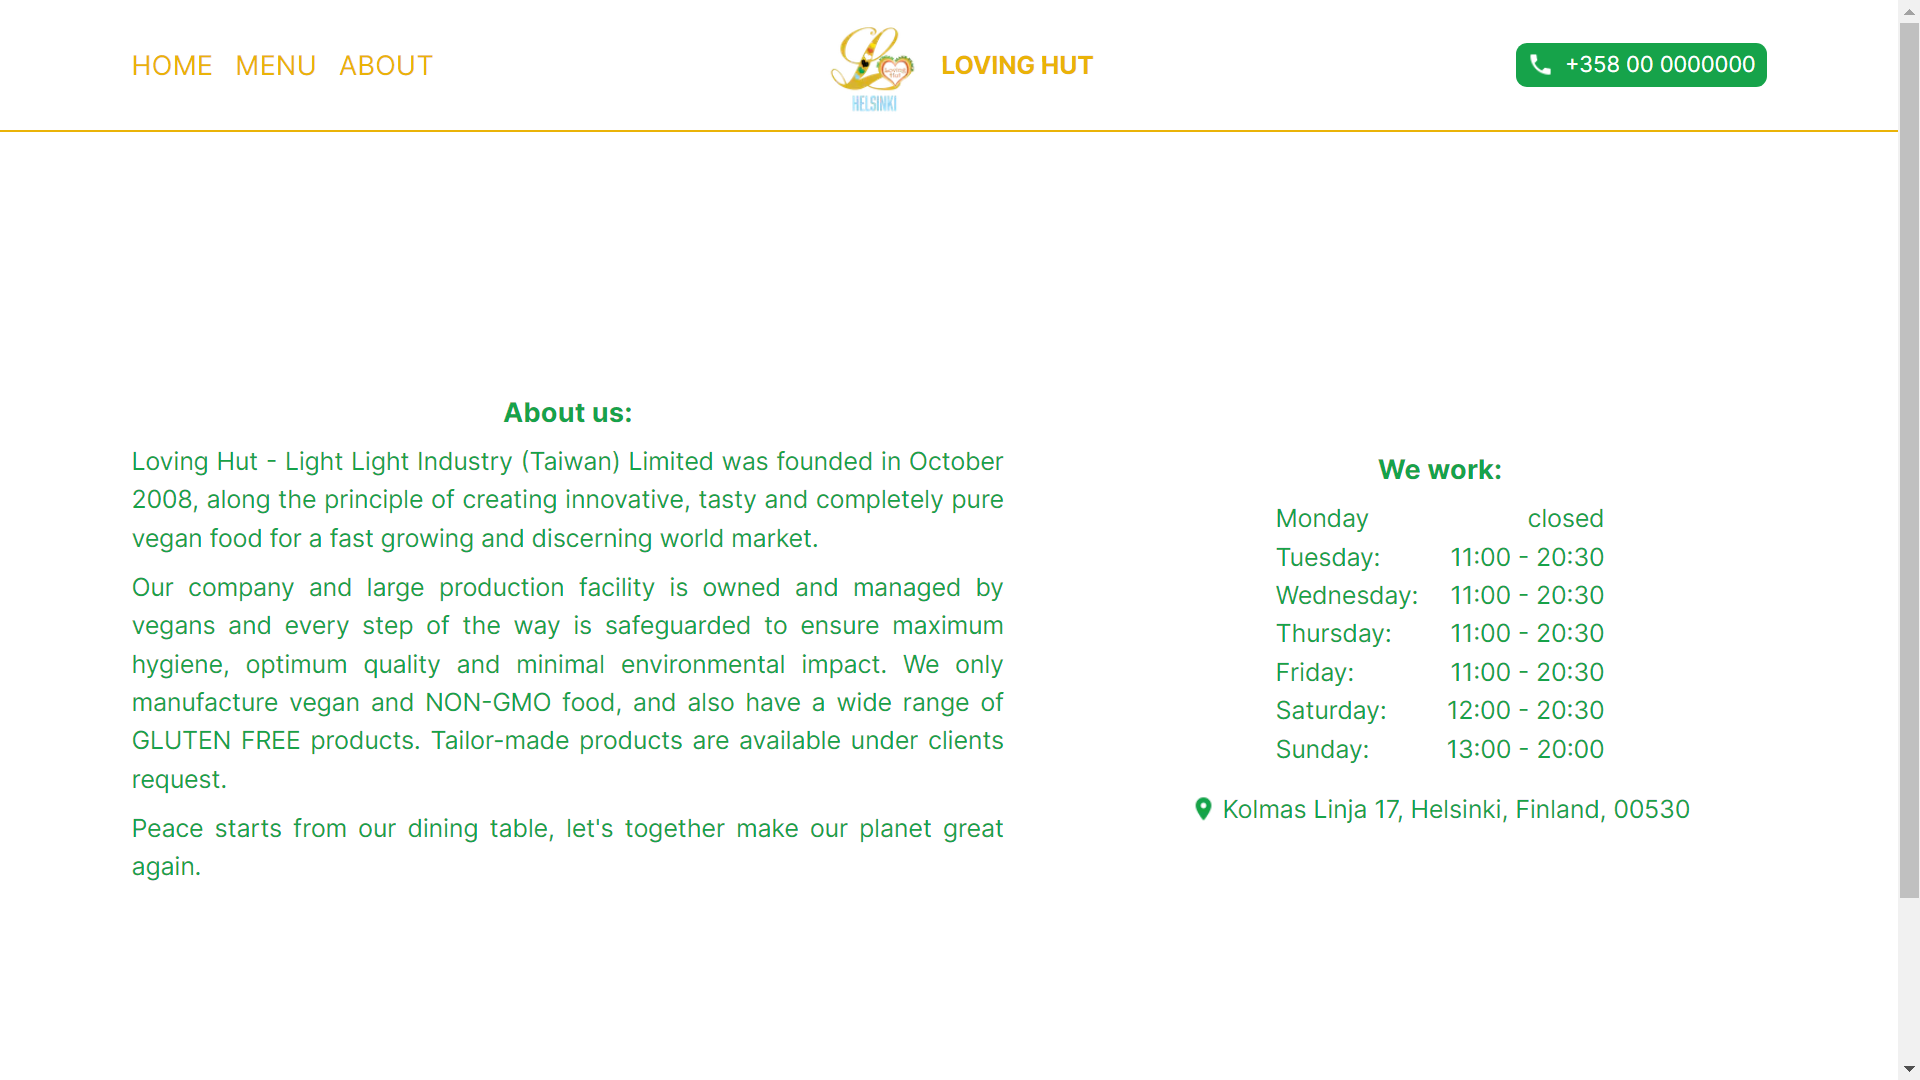 HOME MENU ABOUT
HELSINKI
LOVING HUT
+358 00 0000000
About us:
Loving Hut - Light Light Industry (Taiwan) Limited was founded in October
2008, along the principle of creating innovative, tasty and completely pure
vegan food for a fast growing and discerning world market.
Our company and large production facility is owned and managed by
vegans and every step of the way is safeguarded to ensure maximum
hygiene, optimum quality and minimal environmental impact. We only
manufacture vegan and NON-GMO food, and also have a wide range of
GLUTEN FREE products. Tailor-made products are available under clients
request.
Peace starts from our dining table, let's together make our planet great
again.
We work:
Monday closed
Tuesday: 11:00 - 20:30
Wednesday: 11:00 - 20:30
Thursday: 11:00 - 20:30
Friday: 11:00 - 20:30
Saturday: 12:00 - 20:30
Sunday: 13:00 - 20:00
Kolmas Linja 17, Helsinki, Finland, 00530